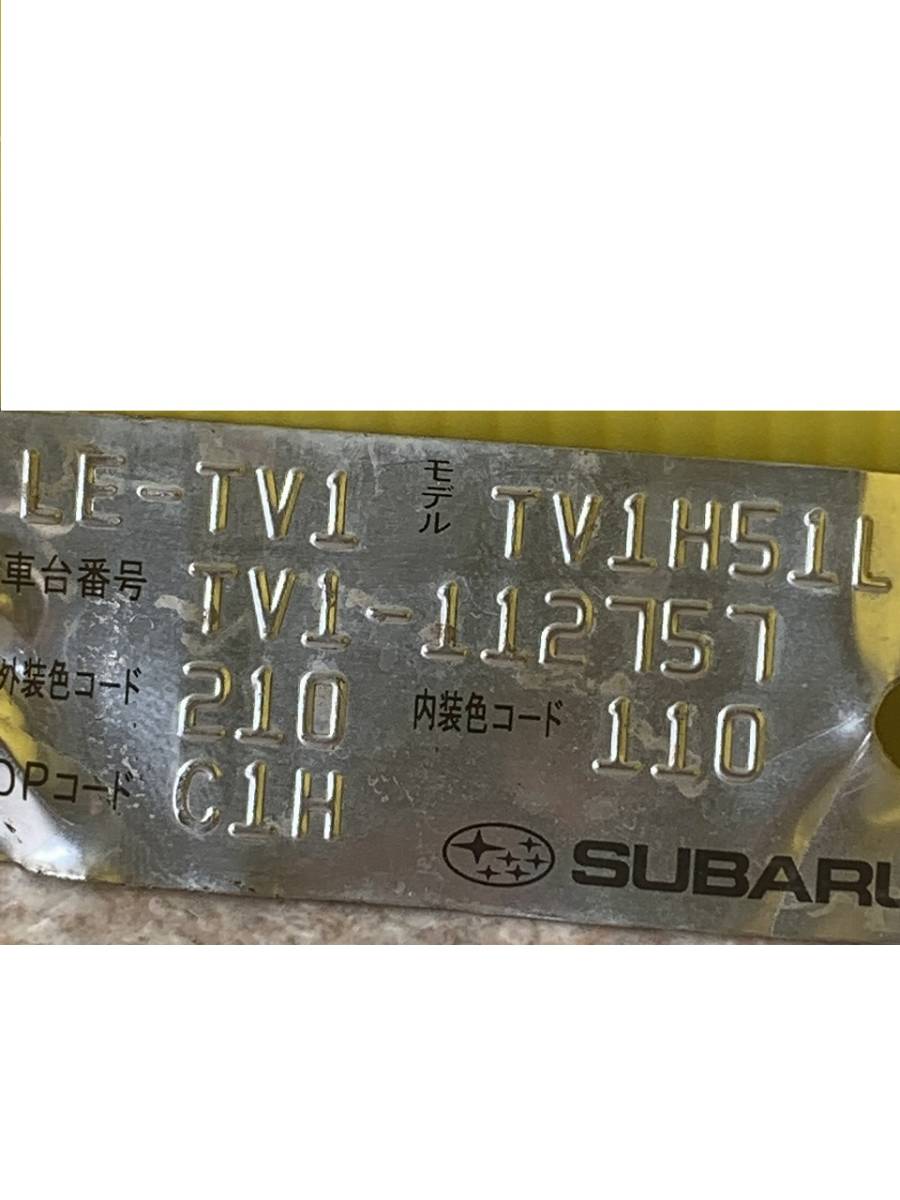 LE-TV1 モデル TV1H51L
車台番号 TV1-112757
外装色コード 210 内装色コード 110
OPコード C1H
SUBARU